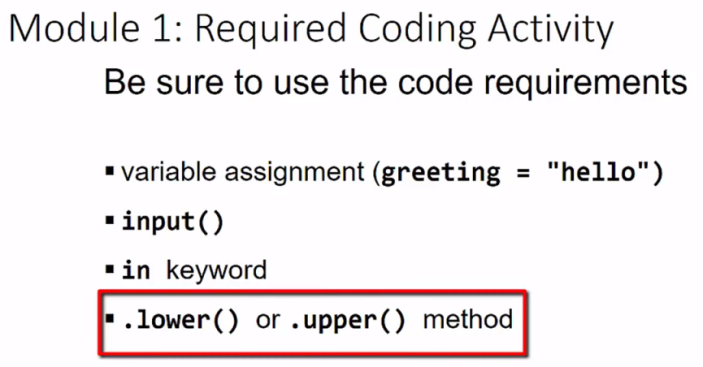 Module 1: Required Coding Activity
Be sure to use the code requirements
▪ variable assignment (greeting = "hello")
▪ input()
▪ in keyword
▪ .lower() or .upper() method